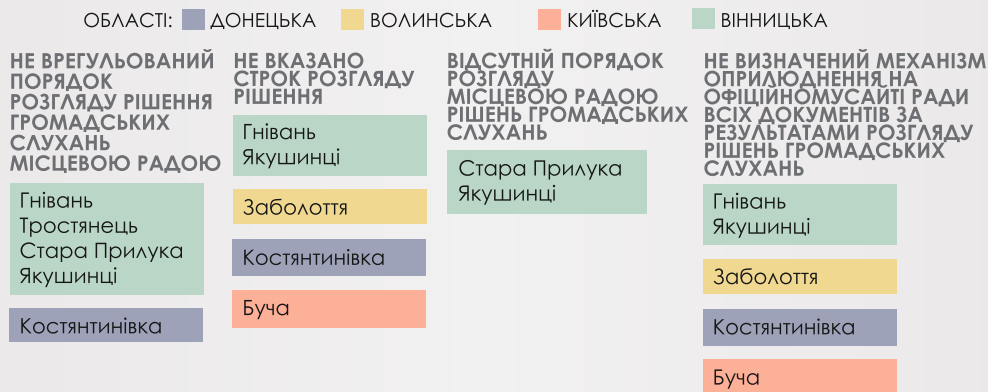 ОБЛАСТІ: ДОНЕЦЬКА ВОЛИНСЬКА КИЇВСЬКА ВІННИЦЬКА
НЕ ВРЕГУЛЬОВАНИЙ
ПОРЯДОК
РОЗГЛЯДУ РІШЕННЯ
ГРОМАДСЬКИХ
СЛУХАНЬ
МІСЦЕВОЮ РАДОЮ
Гнівань
Тростянець
Стара Прилука
Якушинці
Костянтинівка
НЕ ВКАЗАНО
СТРОК РОЗГЛЯДУ
РІШЕННЯ
Гнівань
Якушинці
Заболоття
Костянтинівка
Буча
ВІДСУТНІЙ ПОРЯДОК
РОЗГЛЯДУ
МІСЦЕВОЮ РАДОЮ
РІШЕНЬ ГРОМАДСЬКИХ
СЛУХАНЬ
Стара Прилука
Якушинці
НЕ ВИЗНАЧЕНИЙ МЕХАНІЗМ
ОПРИЛЮДНЕННЯ НА
ОФІЦІЙНОМУСАЙТІ РАДИ
ВСІХ ДОКУМЕНТІВ ЗА
РЕЗУЛЬТАТАМИ РОЗГЛЯДУ
РІШЕНЬ ГРОМАДСЬКИХ
СЛУХАНЬ
Гнівань
Якушинці
Заболоття
Костянтинівка
Буча